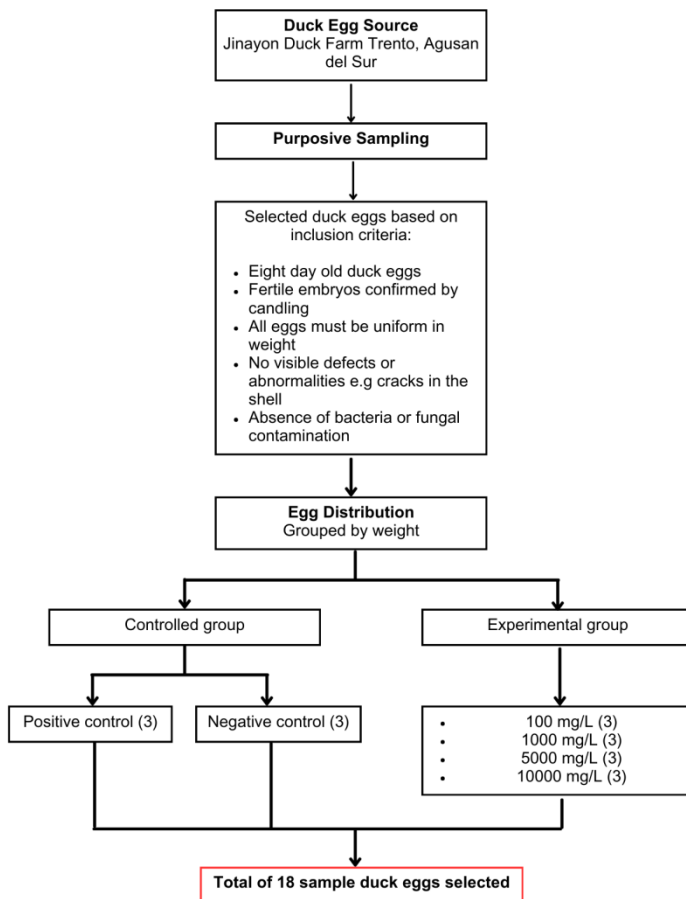 Duck Egg Source
Jinayon Duck Farm Trento, Agusan
del Sur
Purposive Sampling
Selected duck eggs based on
inclusion criteria:
• Eight day old duck eggs
• Fertile embryos confirmed by
candling
• All eggs must be uniform in
weight
• No visible defects or
abnormalities e.g cracks in the
shell
• Absence of bacteria or fungal
contamination
Egg Distribution
Grouped by weight
Controlled group
Experimental group
Positive control (3)
Negative control (3)
• 100 mg/L (3)
• 1000 mg/L (3)
• 5000 mg/L (3)
• 10000 mg/L (3)
Total of 18 sample duck eggs selected